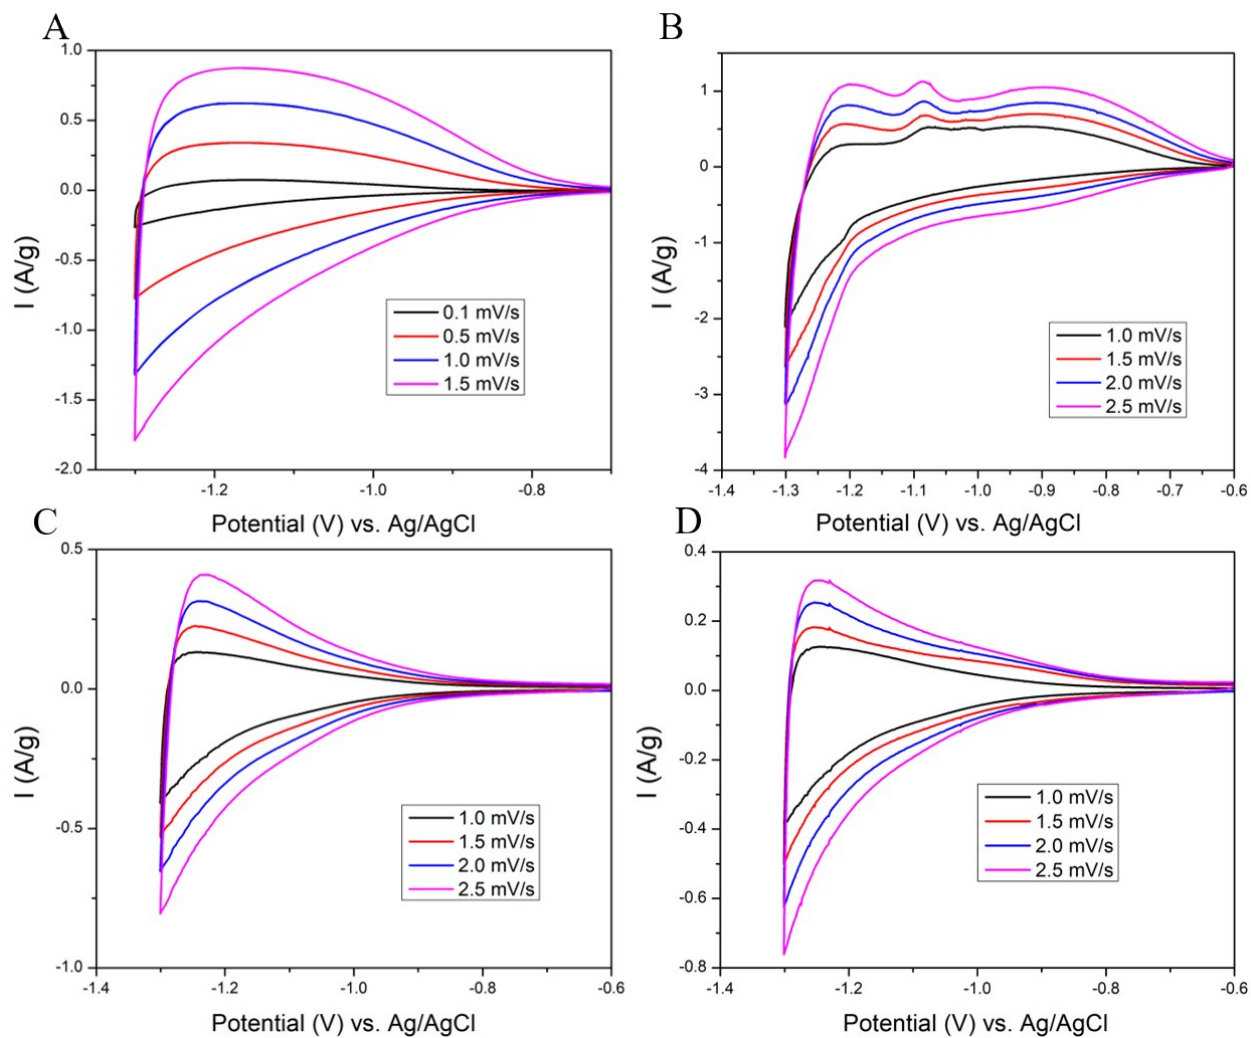 A
1.0
0.5
0.0
-0.5
-1.0
-1.5
-2.0
I (A/g)
0.1 mV/s
0.5 mV/s
1.0 mV/s
1.5 mV/s
-1.2
-1.0
-0.8
Potential (V) vs. Ag/AgCl
B
1
0
-1
-2
-3
-4
I (A/g)
1.0 mV/s
1.5 mV/s
2.0 mV/s
2.5 mV/s
-1.4
-1.3
-1.2
-1.1
-1.0
-0.9
-0.8
-0.7
-0.6
Potential (V) vs. Ag/AgCl
C
0.5
0.0
-0.5
-1.0
I (A/g)
1.0 mV/s
1.5 mV/s
2.0 mV/s
2.5 mV/s
-1.4
-1.2
-1.0
-0.8
-0.6
Potential (V) vs. Ag/AgCl
D
0.4
0.2
0.0
-0.2
-0.4
-0.6
-0.8
I (A/g)
1.0 mV/s
1.5 mV/s
2.0 mV/s
2.5 mV/s
-1.4
-1.2
-1.0
-0.8
-0.6
Potential (V) vs. Ag/AgCl